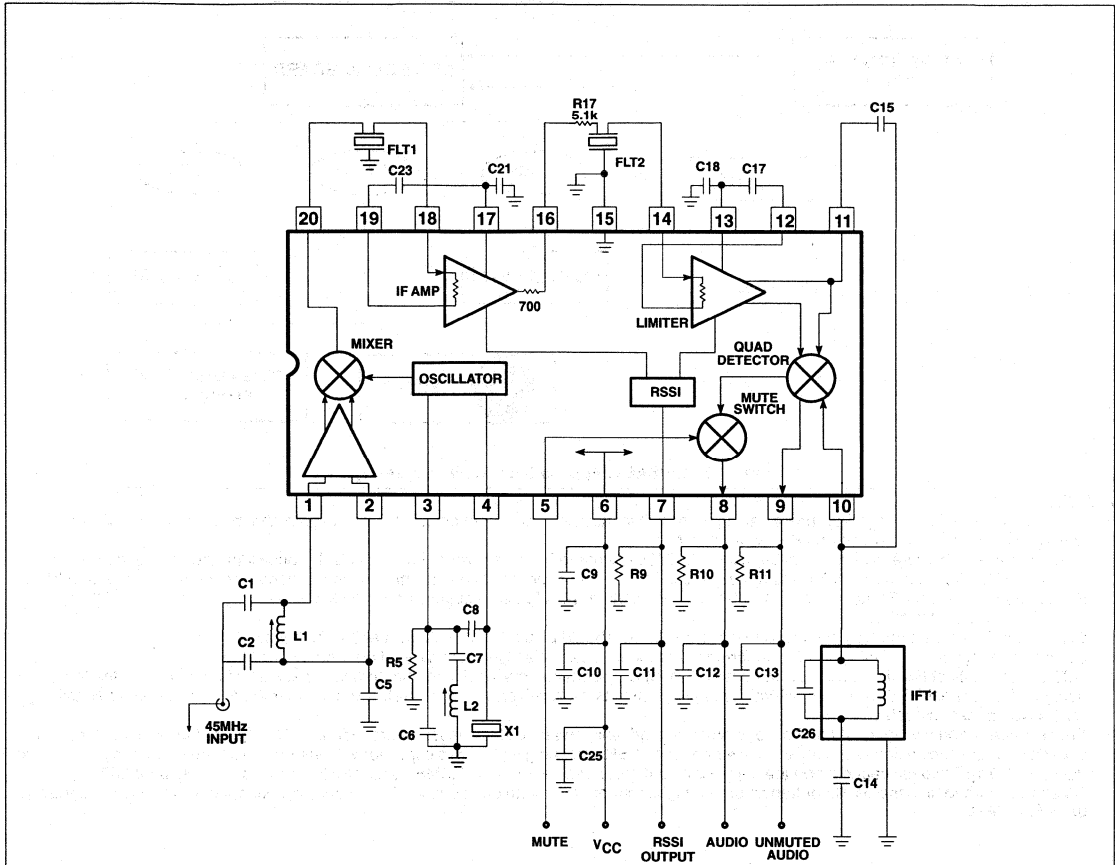 R17
5.1k
C15
FLT1
FLT2
C23
C21
C18
C17
20
19
18
17
16
15
14
13
12
11
IF AMP
700
LIMITER
MIXER
OSCILLATOR
QUAD
DETECTOR
RSSI
MUTE
SWITCH
1
2
3
4
5
6
7
8
9
10
C1
L1
C2
C5
45MHz
INPUT
R5
C8
C7
L2
C6
X1
C9
R9
R10
R11
C10
C11
C12
C13
C25
C26
IFT1
C14
MUTE
VCC
RSSI
OUTPUT
AUDIO
UNMUTED
AUDIO